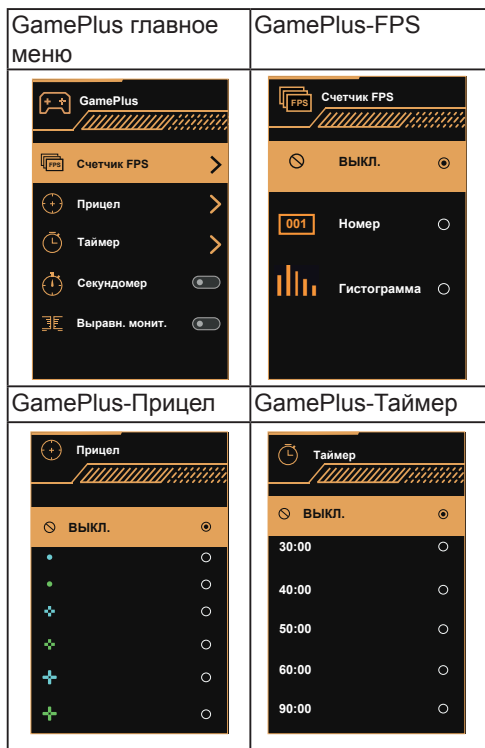 GamePlus главное
меню
GamePlus-FPS
GamePlus
FPS Счетчик FPS
Прицел
Таймер
Секундомер
Выравн. монит.
FPS Счетчик FPS
ВЫКЛ.
001 Номер
Гистограмма
GamePlus-Прицел
GamePlus-Таймер
Прицел
ВЫКЛ.
Таймер
ВЫКЛ.
30:00
40:00
50:00
60:00
90:00